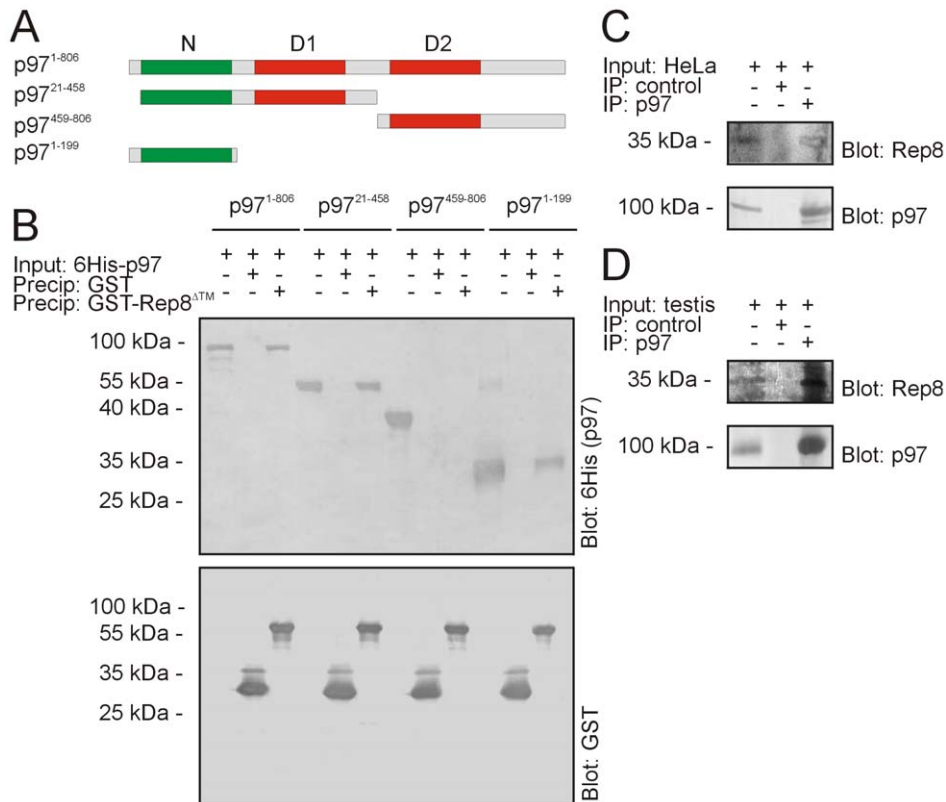 A
N D1 D2
p97¹⁻⁸⁰⁶
p97²¹⁻⁴⁵⁸
p97⁴⁵⁹⁻⁸⁰⁶
p97¹⁻¹⁹⁹
B
p97¹⁻⁸⁰⁶ p97²¹⁻⁴⁵⁸ p97⁴⁵⁹⁻⁸⁰⁶ p97¹⁻¹⁹⁹
Input: 6His-p97 + + + + + + + + + + + +
Precip: GST - + - - + - - + - - + -
Precip: GST-Rep8ᐃᵀᴹ - - + - - + - - + - - +
100 kDa -
55 kDa -
40 kDa -
35 kDa -
25 kDa -
Blot: 6His (p97)
100 kDa -
55 kDa -
35 kDa -
25 kDa -
Blot: GST
C
Input: HeLa + + +
IP: control - + -
IP: p97 - - +
35 kDa - Blot: Rep8
100 kDa - Blot: p97
D
Input: testis + + +
IP: control - + -
IP: p97 - - +
35 kDa - Blot: Rep8
100 kDa - Blot: p97